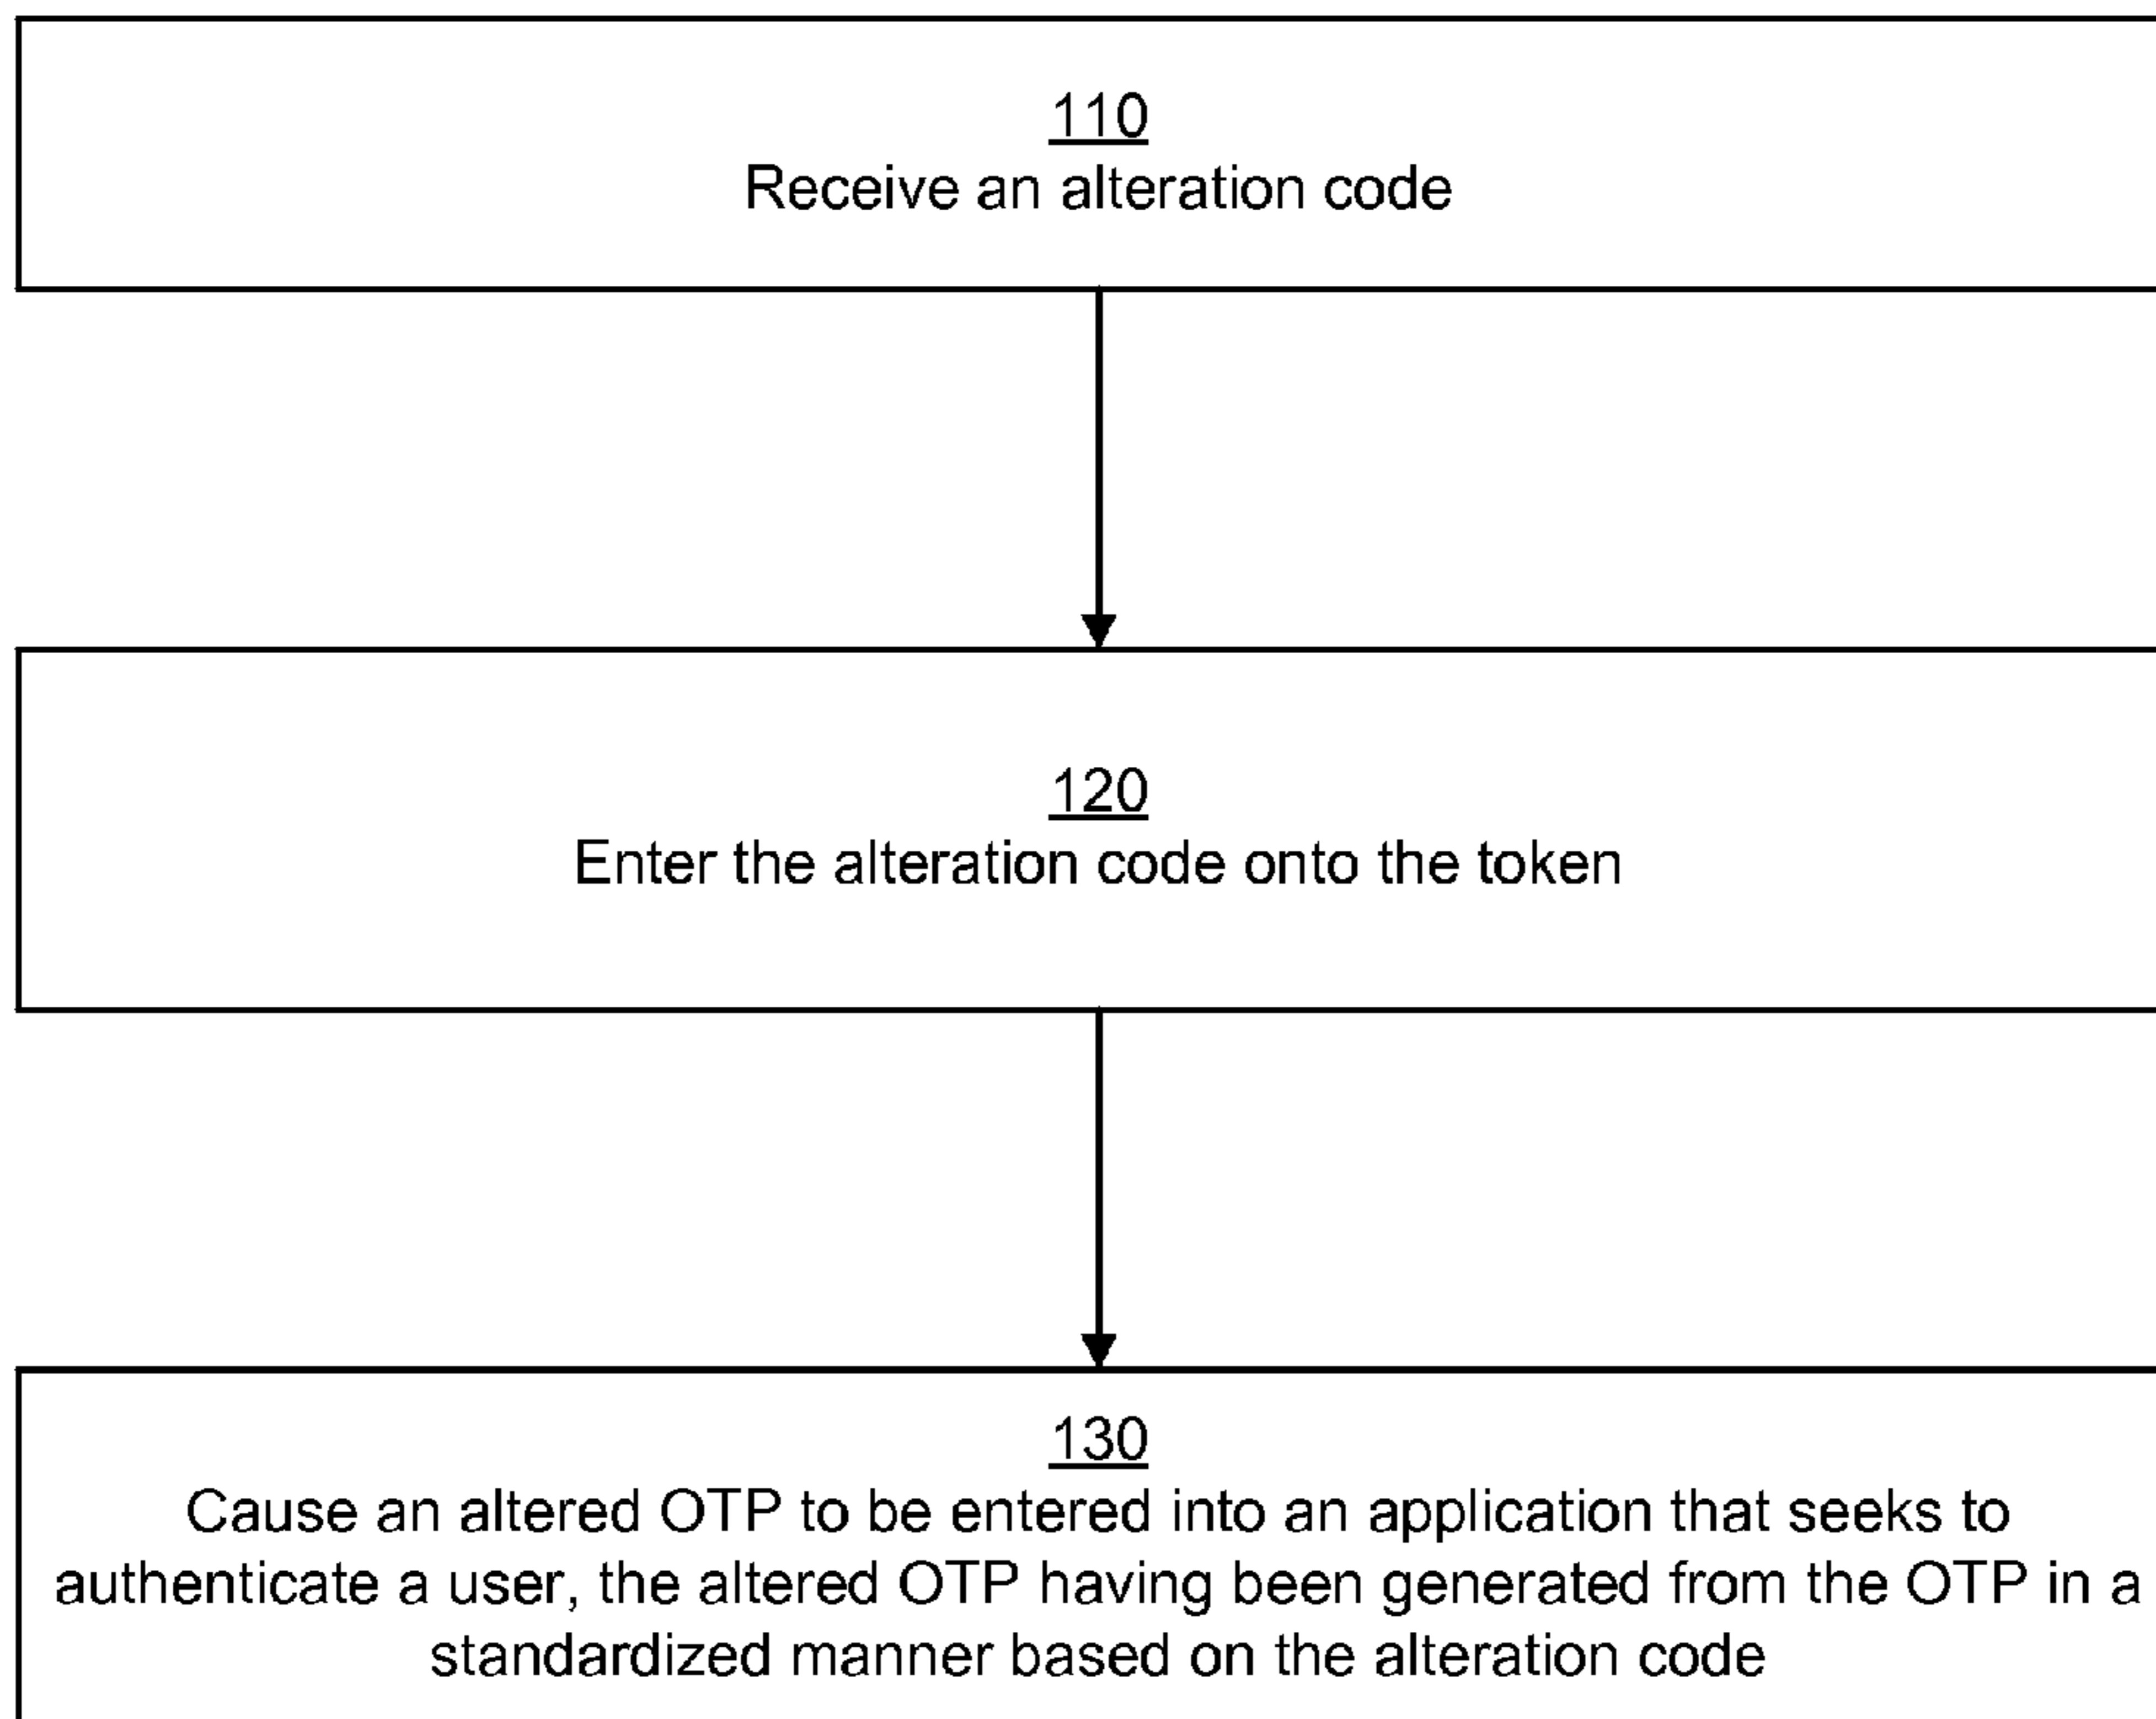 110
Receive an alteration code
120
Enter the alteration code onto the token
130
Cause an altered OTP to be entered into an application that seeks to
authenticate a user, the altered OTP having been generated from the OTP in a
standardized manner based on the alteration code